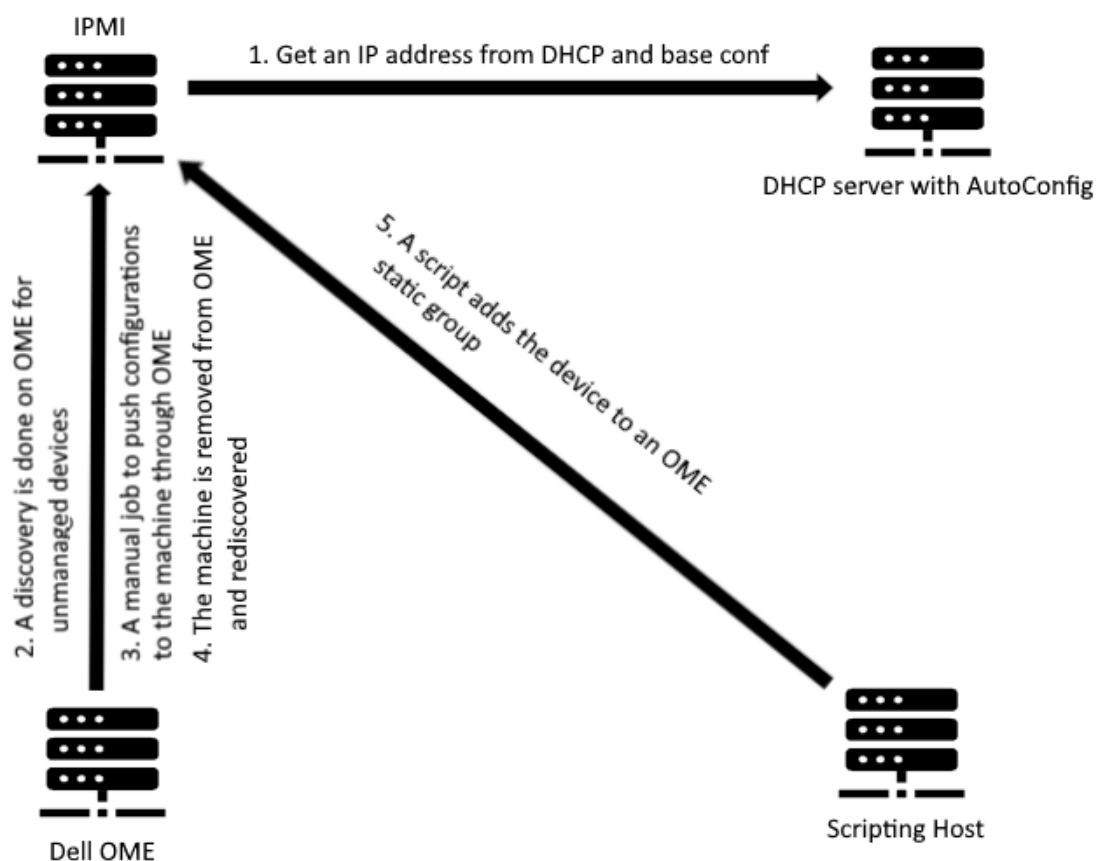 IPMI
1. Get an IP address from DHCP and base conf
DHCP server with AutoConfig
2. A discovery is done on OME for
unmanaged devices
3. A manual job to push configurations
to the machine through OME
4. The machine is removed from OME
and rediscovered
5. A script adds the device to an OME
static group
Dell OME
Scripting Host